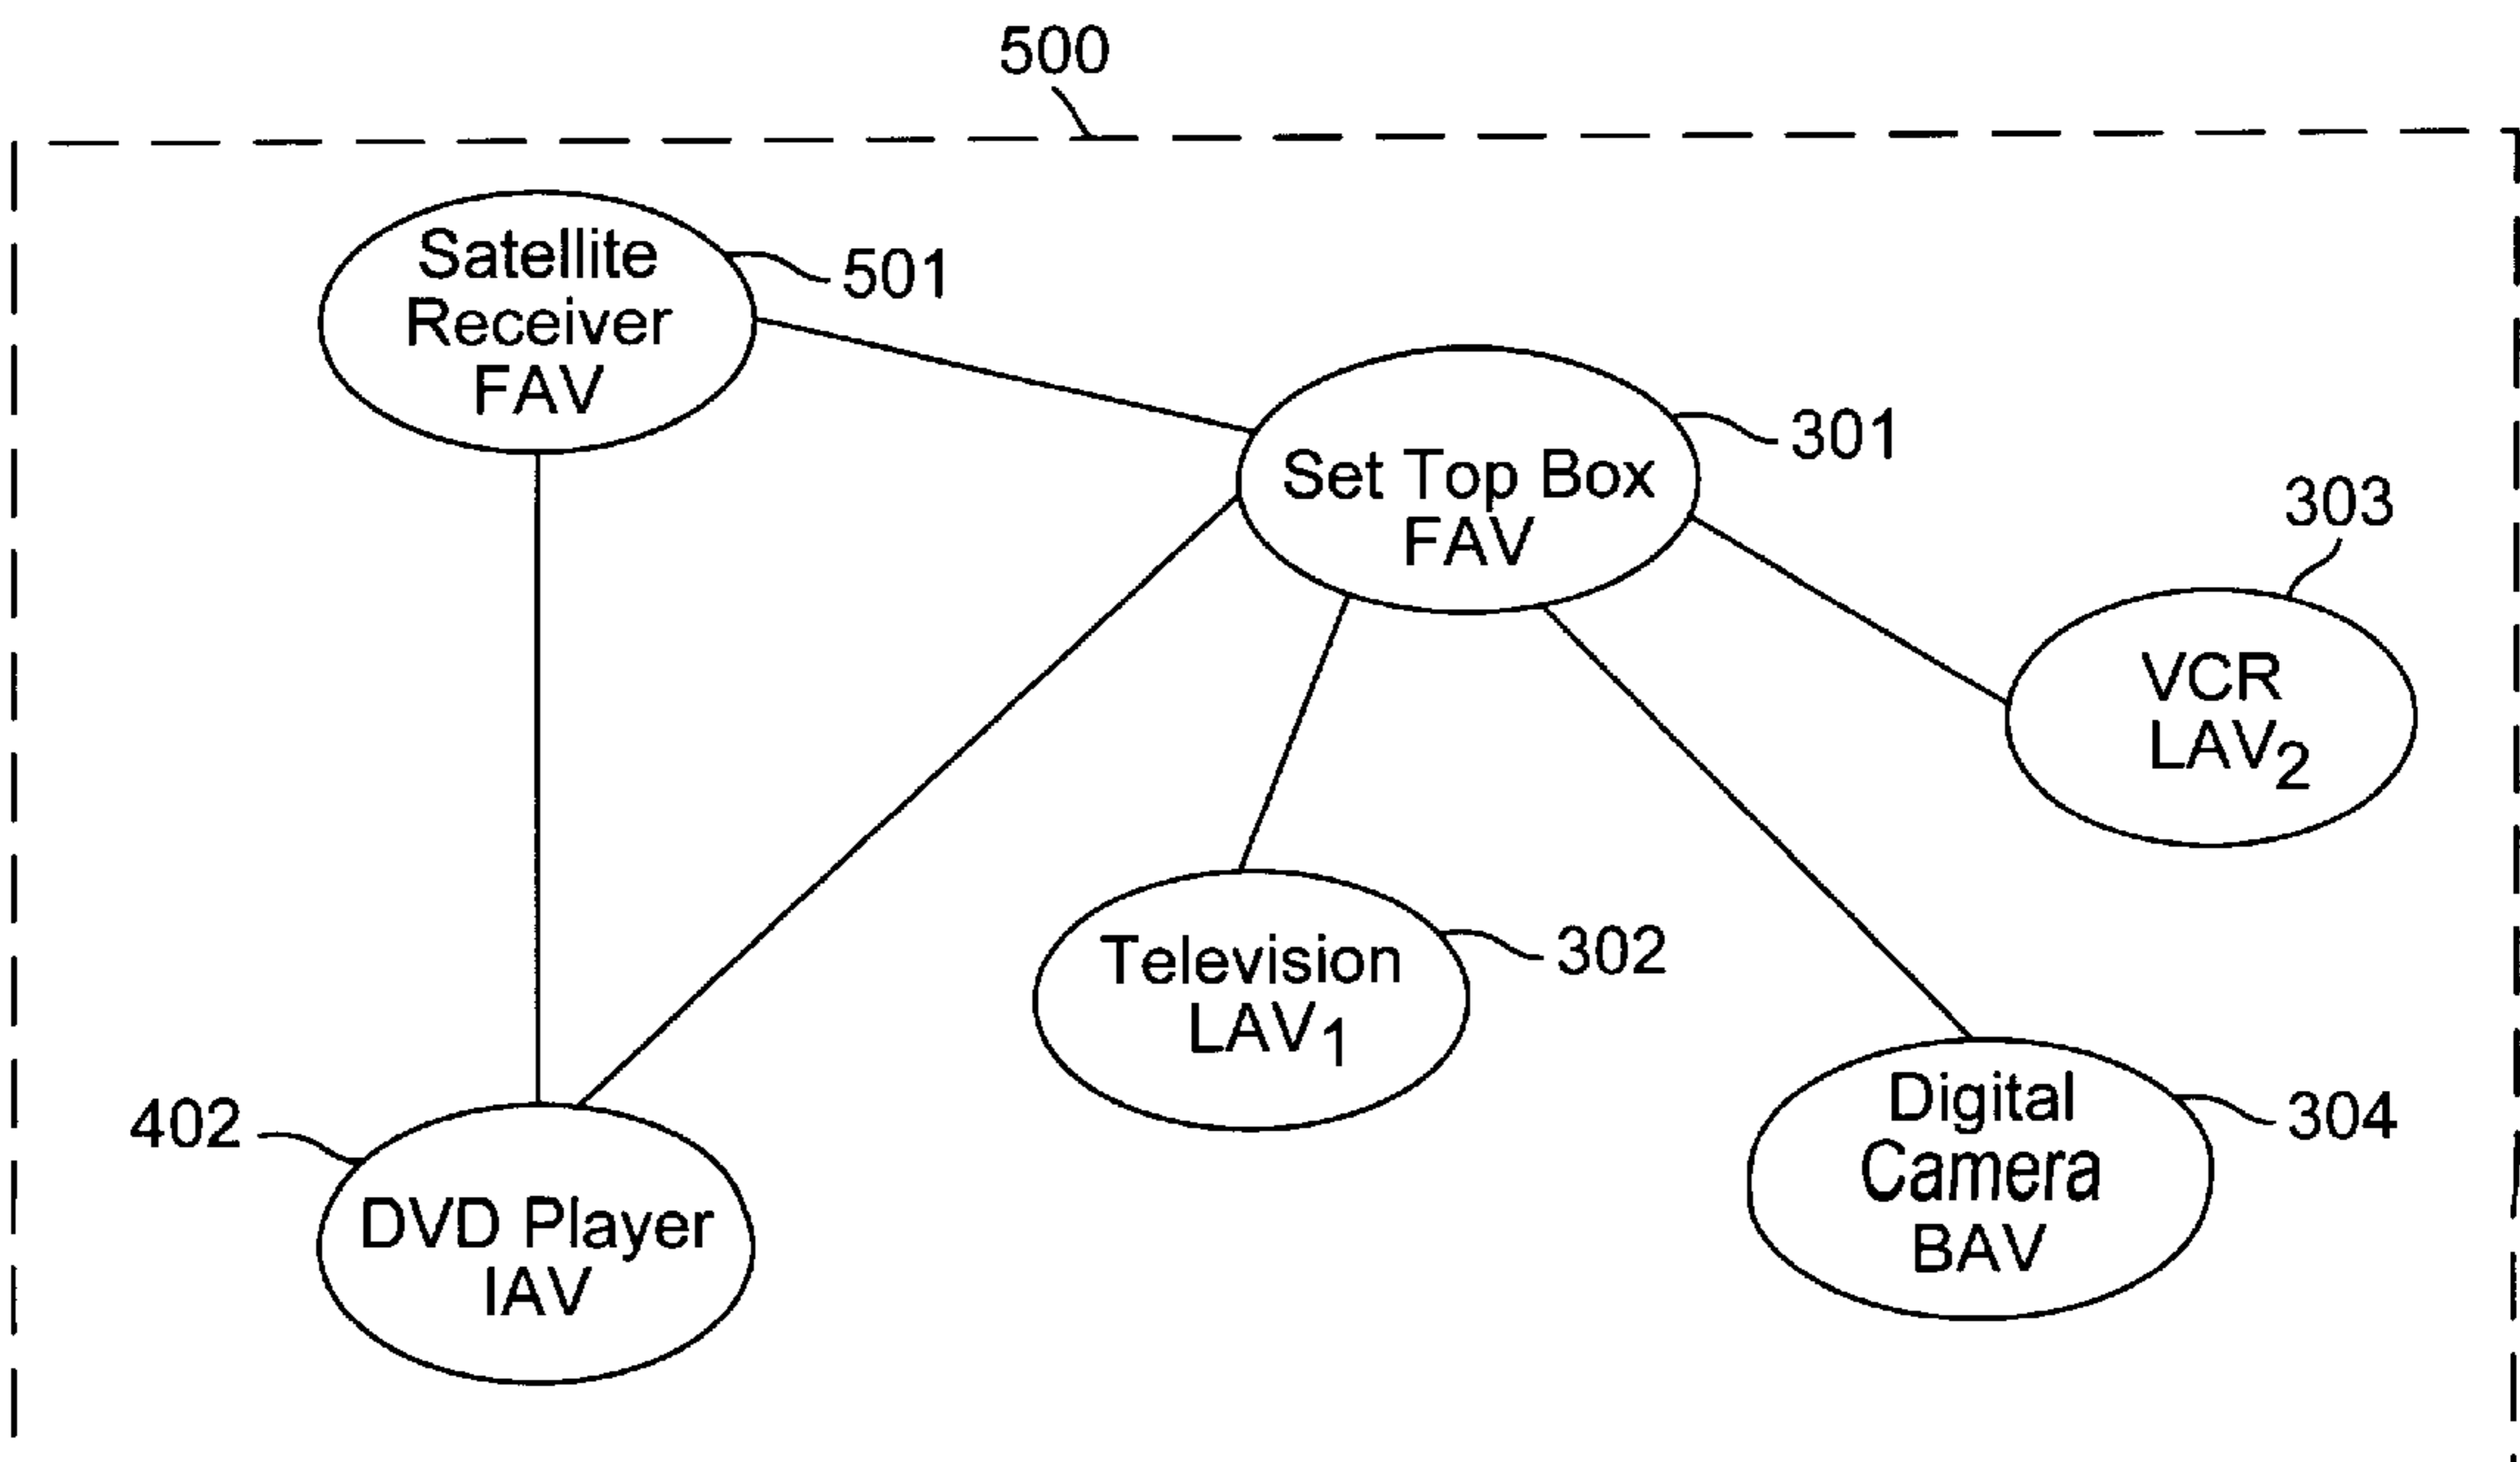 500
Satellite
Receiver
FAV
501
Set Top Box
FAV
301
303
VCR
LAV2
Television
LAV1
302
402
DVD Player
IAV
Digital
Camera
BAV
304